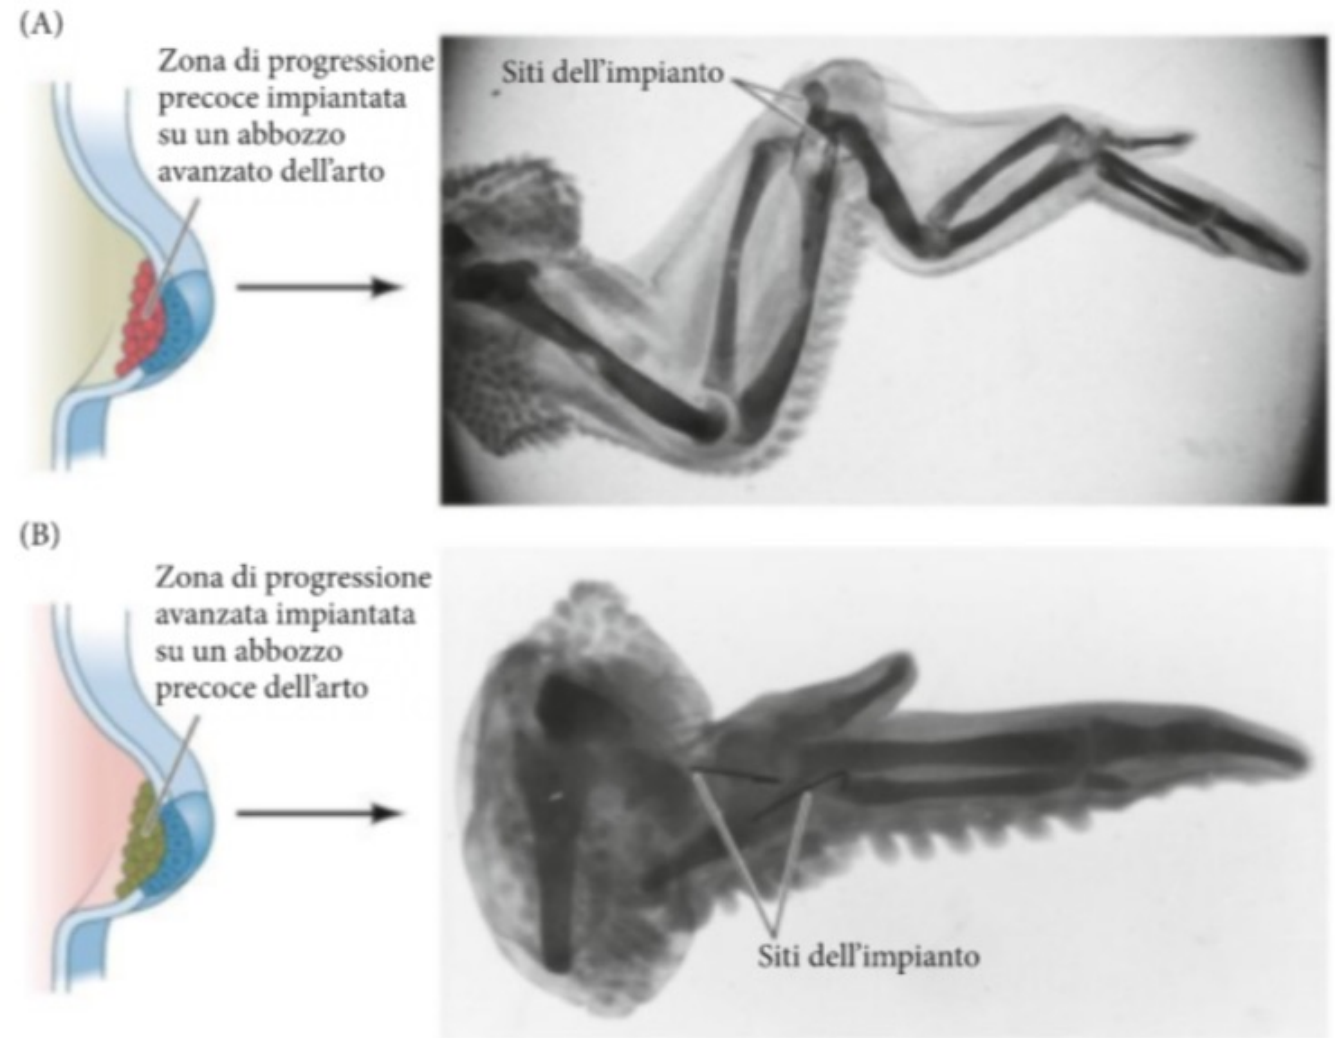 (A)
Zona di progressione
precoce impiantata
su un abbozzo
avanzato dell'arto
Siti dell'impianto
(B)
Zona di progressione
avanzata impiantata
su un abbozzo
precoce dell'arto
Siti dell'impianto